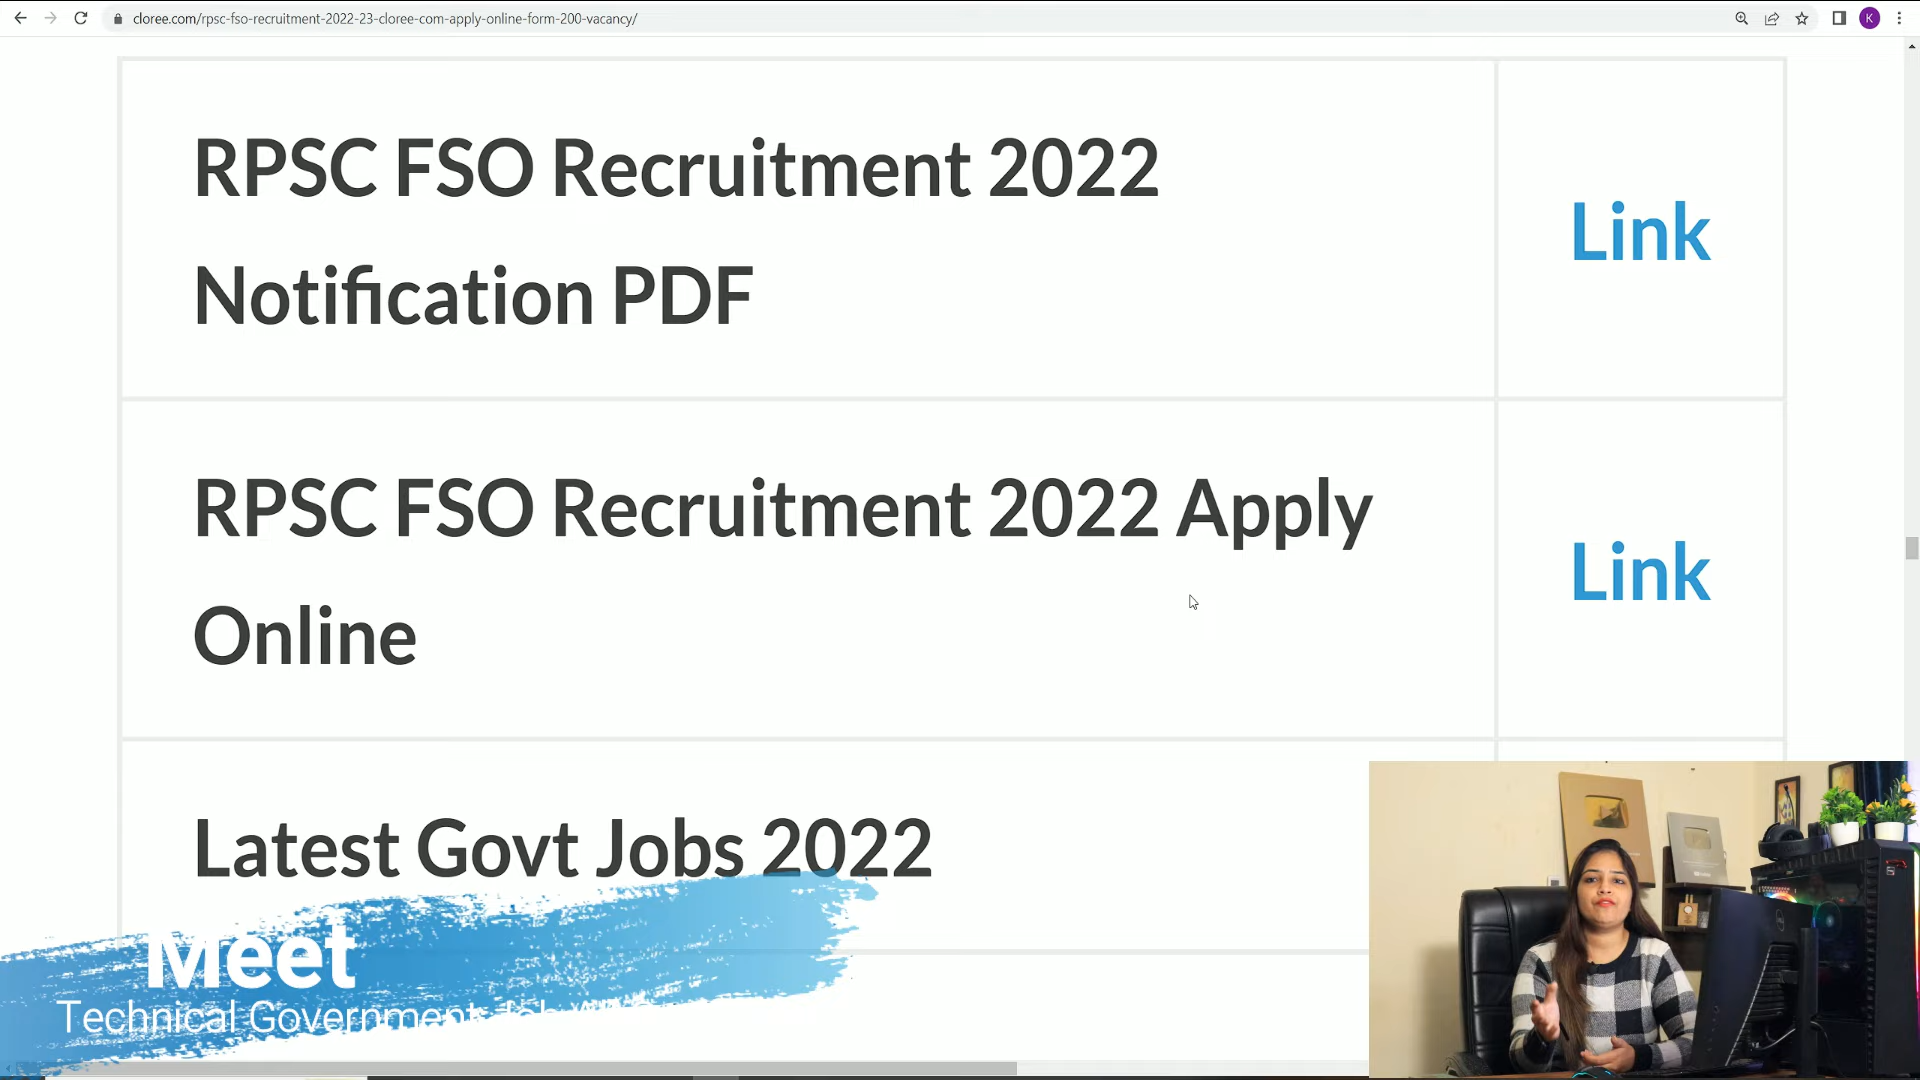 cloree.com/rpsc-fso-recruitment-2022-23-cloree-com-apply-online-form-200-vacancy/
K
RPSC FSO Recruitment 2022
Notification PDF
Link
RPSC FSO Recruitment 2022 Apply
Online
Link
Latest Govt Jobs 2022
Meet
Technical Government Job